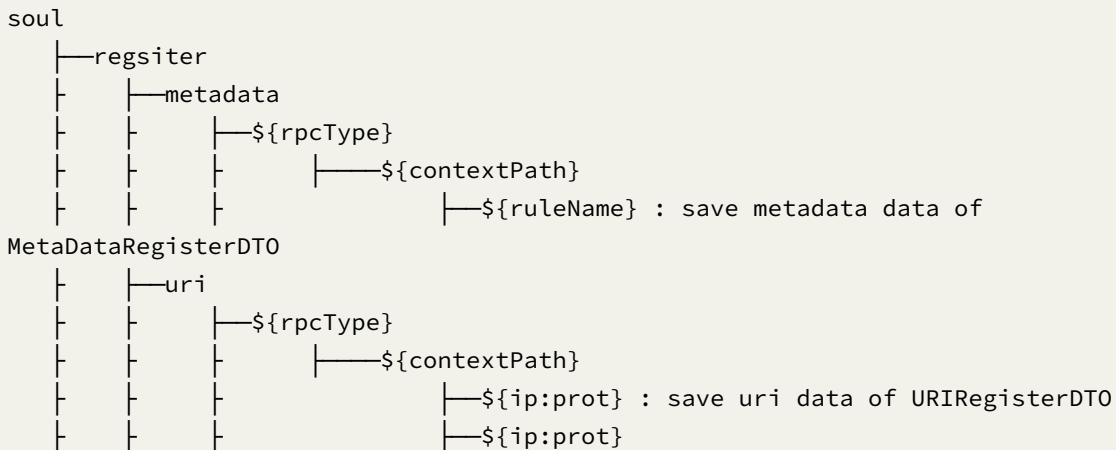 soul
├──regsiter
├    ├──metadata
├    ├     ├──${rpcType}
├    ├     ├      ├────${contextPath}
├    ├     ├               ├──${ruleName} : save metadata data of
MetaDataRegisterDTO
├    ├──uri
├    ├     ├──${rpcType}
├    ├     ├      ├────${contextPath}
├    ├     ├               ├──${ip:prot} : save uri data of URIRegisterDTO
├    ├     ├               ├──${ip:prot}